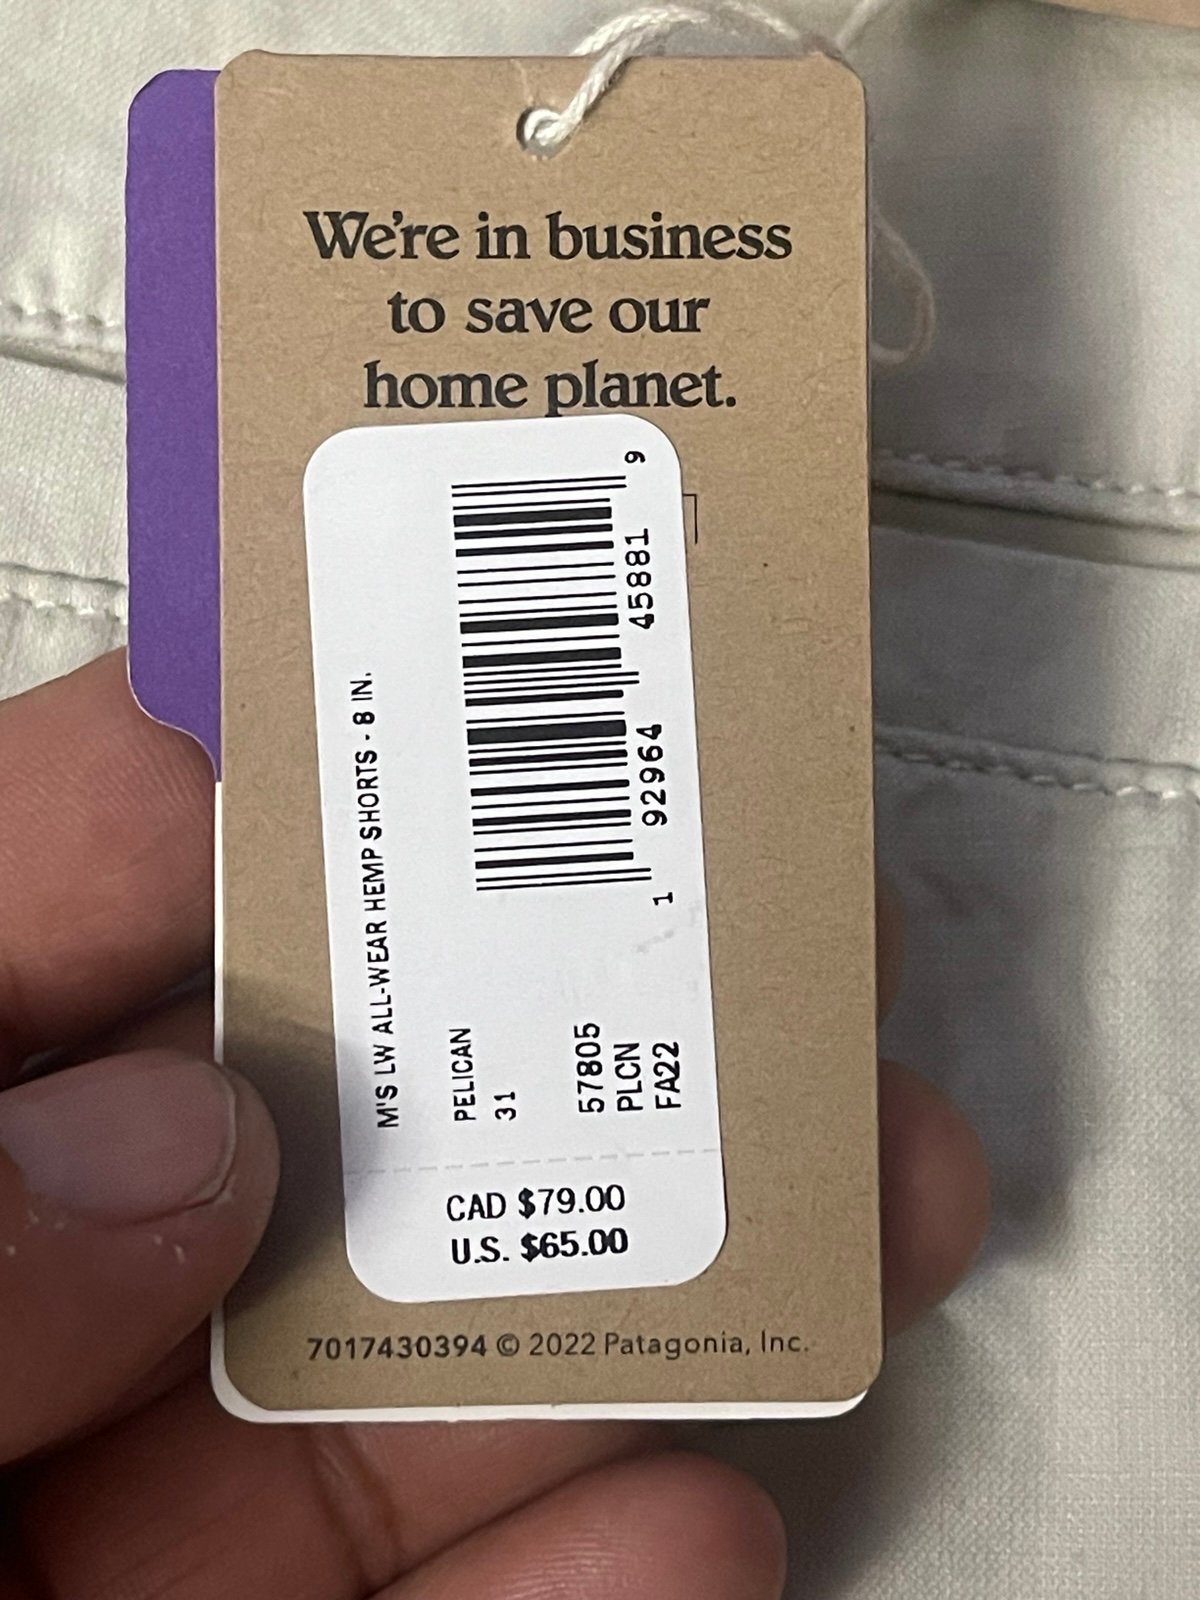 We're in business
to save our
home planet.
M'S LW ALL-WEAR HEMP SHORTS - 8 IN.
PELICAN
31
1 92964 45881 9
57805
PLCN
FA22
CAD $79.00
U.S. $65.00
7017430394 © 2022 Patagonia, Inc.